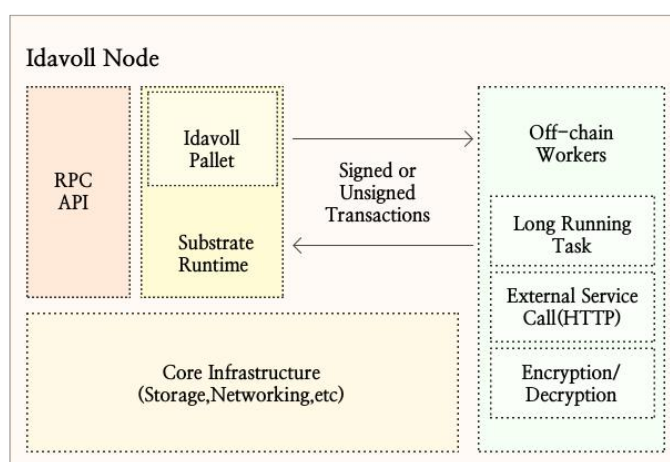 Idavoll Node
RPC
API
Idavoll
Pallet
Substrate
Runtime
Signed or
Unsigned
Transactions
Off-chain
Workers
Long Running
Task
External Service
Call(HTTP)
Encryption/
Decryption
Core Infrastructure
(Storage,Networking,etc)